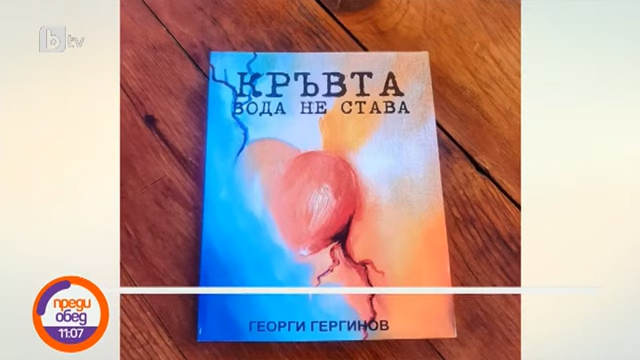 btv
КРЪВТА
ВОДА НЕ СТАВА
ГЕОРГИ ГЕРГИНОВ
преди
обед
11:07